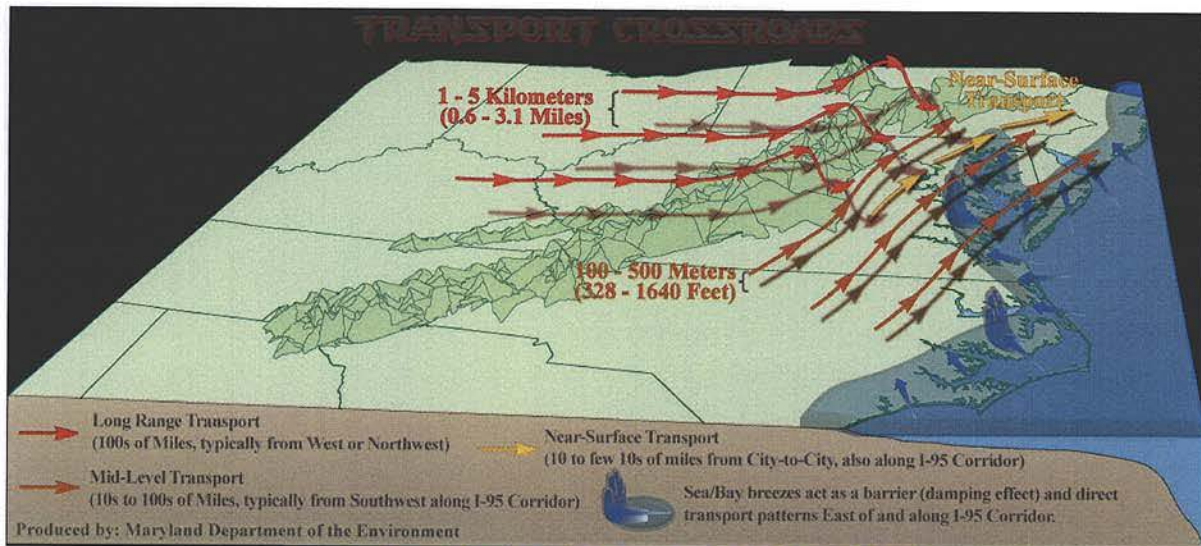 TRANSPORT CROSSROADS
1 - 5 Kilometers
(0.6 - 3.1 Miles)
Near-Surface
Transport
100 - 500 Meters
(328 - 1640 Feet)
Long Range Transport
(100s of Miles, typically from West or Northwest)
Mid-Level Transport
(10s to 100s of Miles, typically from Southwest along I-95 Corridor)
Near-Surface Transport
(10 to few 10s of miles from City-to-City, also along I-95 Corridor)
Sea/Bay breezes act as a barrier (damping effect) and direct
transport patterns East of and along I-95 Corridor.
Produced by: Maryland Department of the Environment